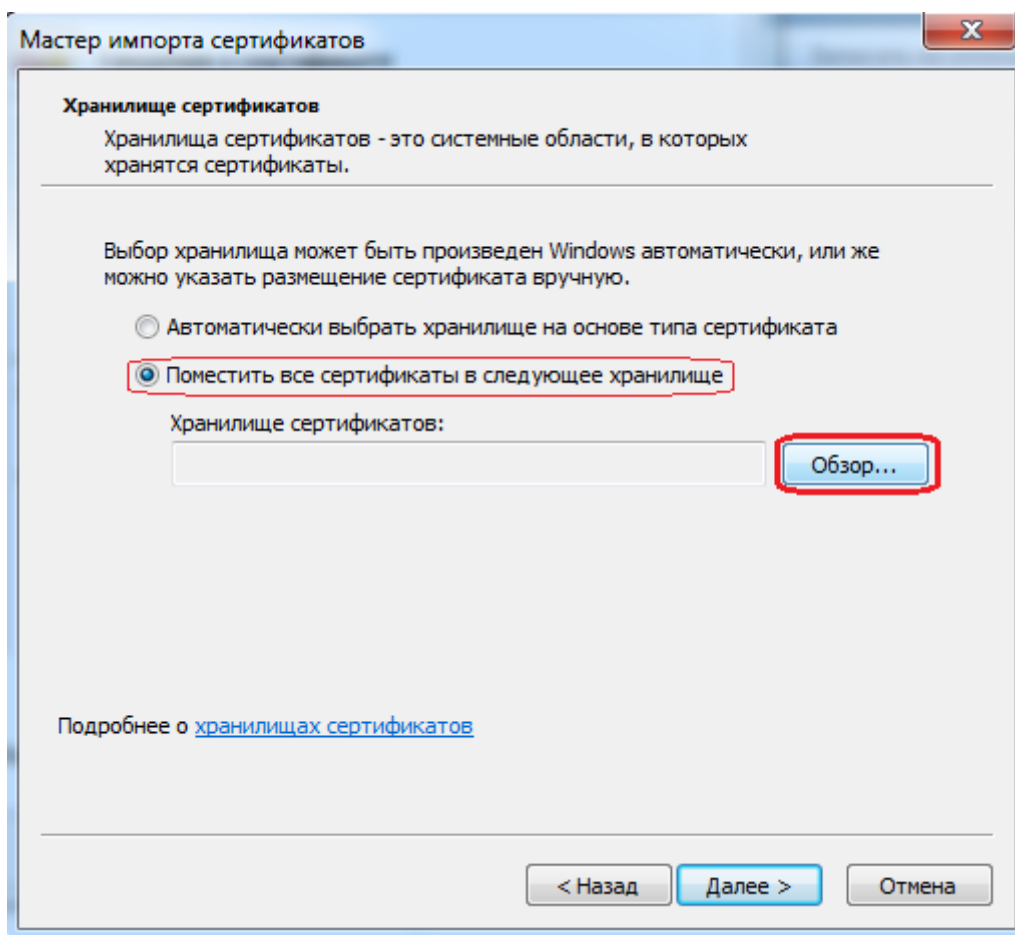 Мастер импорта сертификатов
Хранилище сертификатов
Хранилища сертификатов - это системные области, в которых
хранятся сертификаты.
Выбор хранилища может быть произведен Windows автоматически, или же
можно указать размещение сертификата вручную.
Автоматически выбрать хранилище на основе типа сертификата
Поместить все сертификаты в следующее хранилище
Хранилище сертификатов:
Обзор...
Подробнее о хранилищах сертификатов
< Назад
Далее >
Отмена